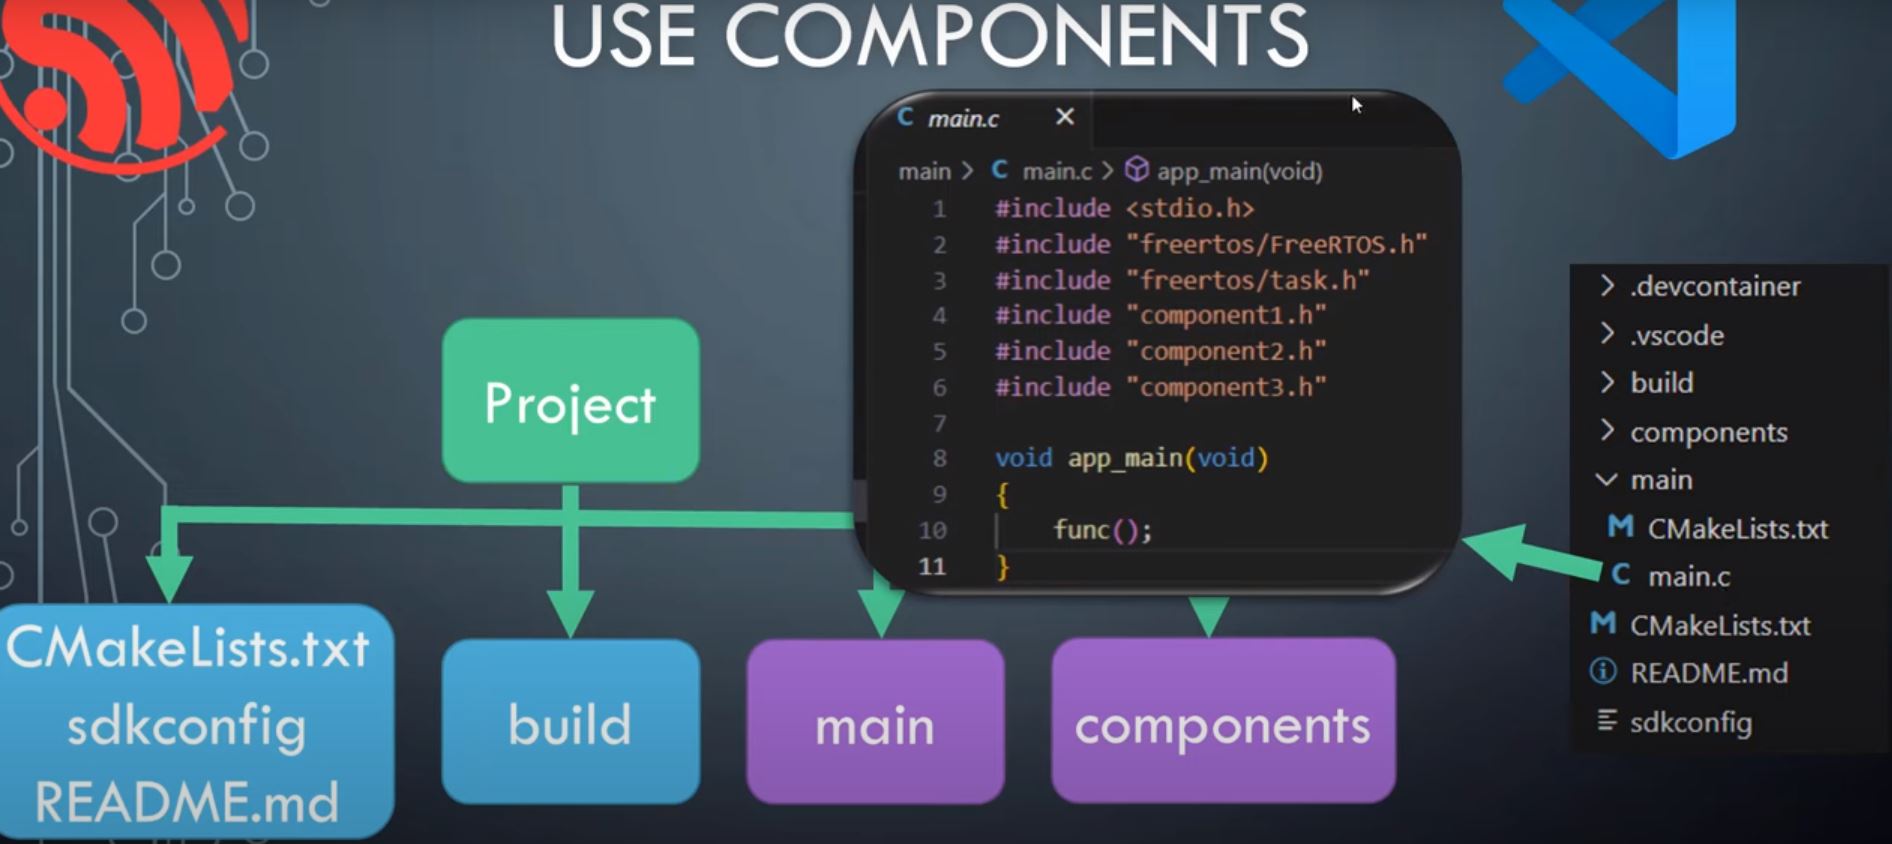 USE COMPONENTS
C main.c ×
main > C main.c > app_main(void)
1 #include <stdio.h>
2 #include "freertos/FreeRTOS.h"
3 #include "freertos/task.h"
4 #include "component1.h"
5 #include "component2.h"
6 #include "component3.h"
7
8 void app_main(void)
9 {
10 func();
11 }
> .devcontainer
> .vscode
> build
> components
main
M CMakeLists.txt
C main.c
M CMakeLists.txt
README.md
sdkconfig
Project
CMakeLists.txt
sdkconfig
README.md
build
main
components